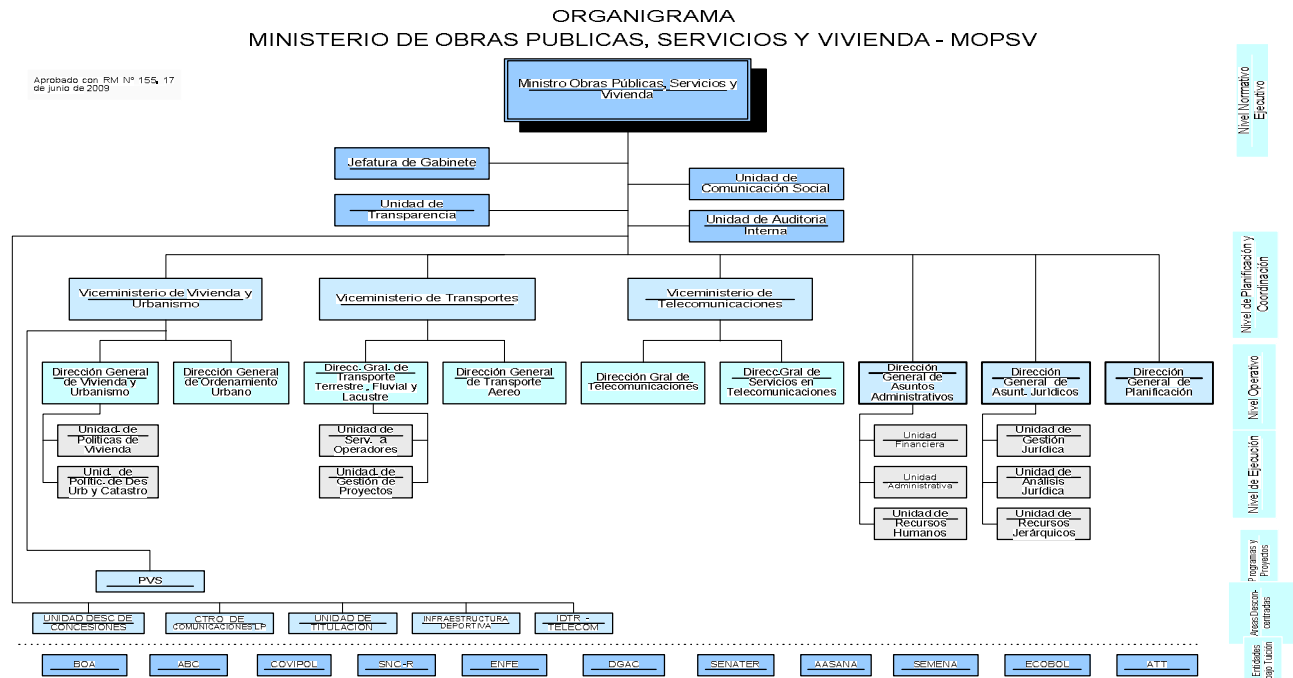 ORGANIGRAMA
MINISTERIO DE OBRAS PUBLICAS, SERVICIOS Y VIVIENDA - MOPSV
Aprobado con RM Nº 155, 17
de junio de 2009
Ministro Obras Públicas, Servicios y
Vivienda
Nivel Normativo
Ejecutivo
Jefatura de Gabinete
Unidad de
Comunicación Social
Unidad de
Transparencia
Unidad de Auditoria
Interna
Nivel de Planificación y
Coordinación
Viceministerio de Vivienda y
Urbanismo
Viceministerio de Transportes
Viceministerio de
Telecomunicaciones
Dirección General
de Vivienda y
Urbanismo
Dirección General
de Ordenamiento
Urbano
Direcc. Gral. de
Transporte
Terrestre, Fluvial y
Lacustre
Dirección General
de Transporte
Aereo
Dirección Gral de
Telecomunicaciones
Direcc.Gral de
Servicios en
Telecomunicaciones
Dirección
General de
Asuntos
Administrativos
Dirección
General de
Asunt. Jurídicos
Dirección
General de
Planificación
Nivel Operativo
Unidad de
Políticas de
Vivienda
Unidad de
Serv. a
Operadores
Unidad
Financiera
Unidad de
Gestión
Jurídica
Nivel de Ejecución
Unid. de
Polític. de Des
Urb y Catastro
Unidad de
Gestión de
Proyectos
Unidad
Administrativa
Unidad de
Análisis
Jurídica
Unidad de
Recursos
Humanos
Unidad de
Recursos
Jerárquicos
PVS
Programas y
Proyectos
UNIDAD DESC DE
CONCESIONES
CTRO DE
COMUNICACIONES LP
UNIDAD DE
TITULACION
INFRAESTRUCTURA
DEPORTIVA
IDTR -
TELECOM
Areas Descon-
centradas
BOA
ABC
COVIPOL
SNC-R
ENFE
DGAC
SENATER
AASANA
SEMENA
ECOBOL
ATT
Entidades
bajo Tuición